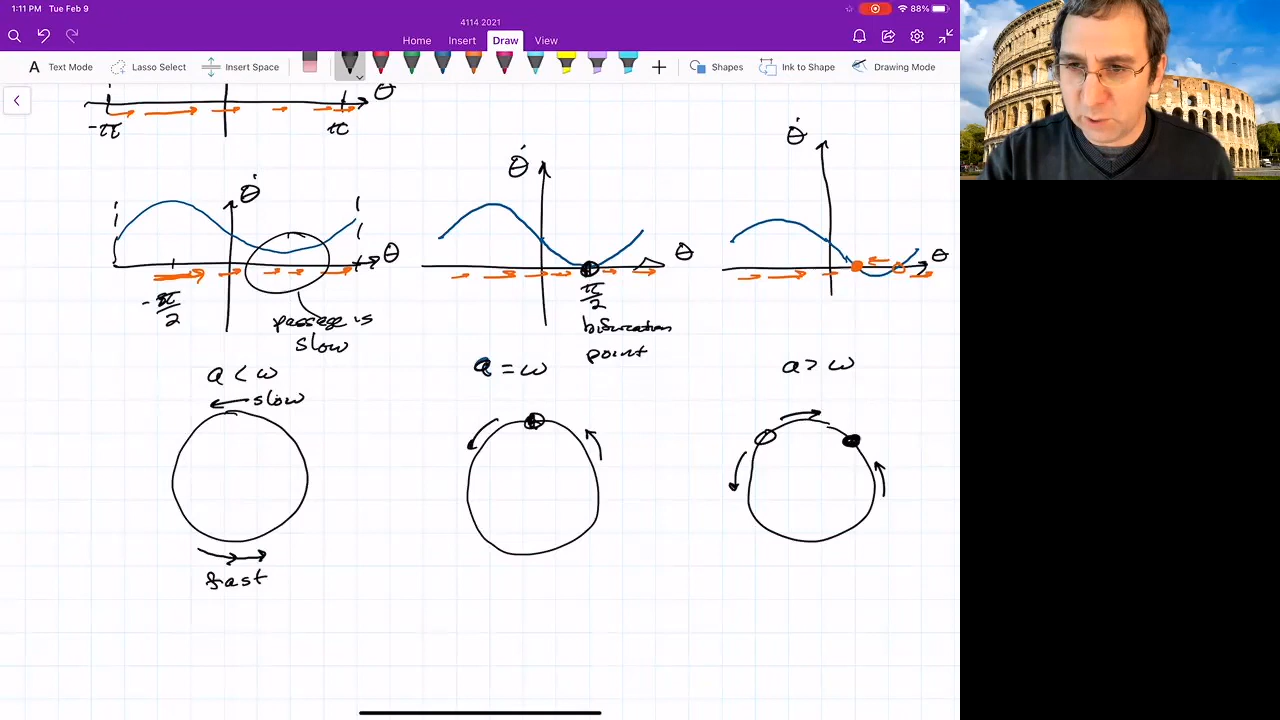 1:11 PM Tue Feb 9
88%
4114 2021
Home Insert Draw View
Text Mode Lasso Select Insert Space Shapes Ink to Shape Drawing Mode
θ
-π π
θ̇ θ̇ θ̇
θ θ θ
-π/2
π/2
passage is
slow
bifurcation
point
a < ω a = ω a > ω
slow
fast